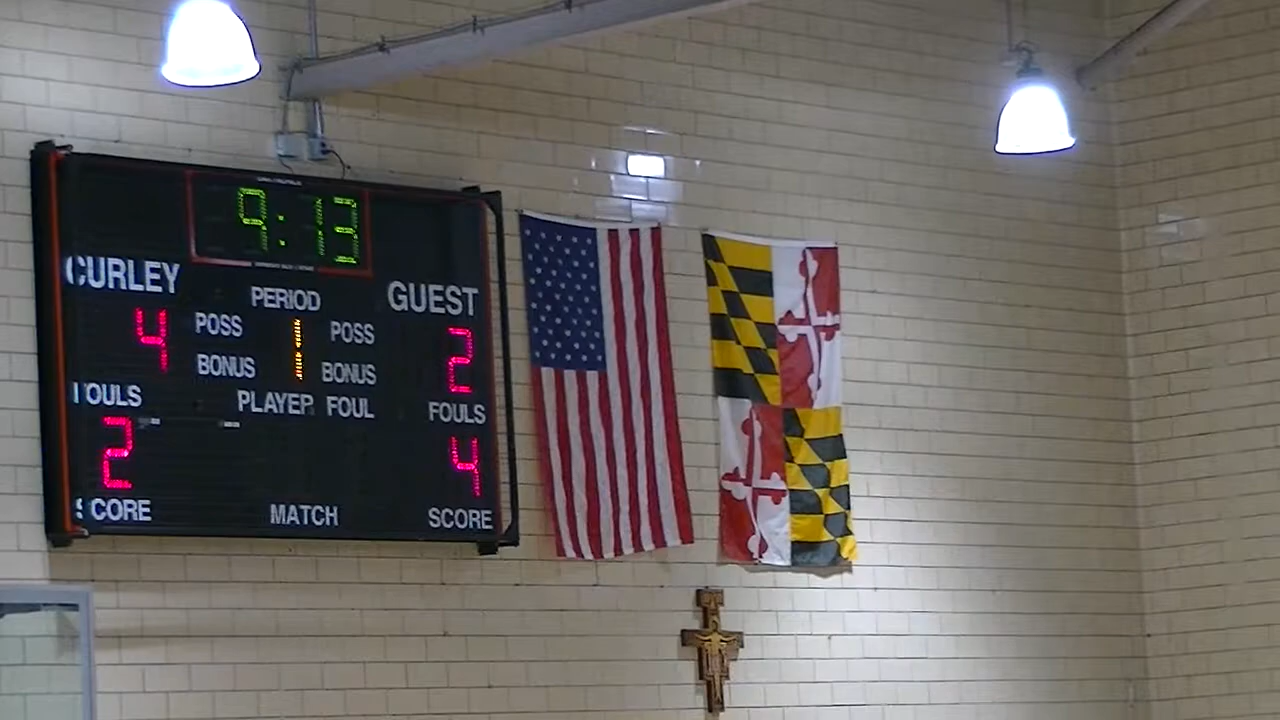 9:13
CURLEY
PERIOD
GUEST
4
POSS
1
POSS
2
BONUS
BONUS
FOULS
PLAYER FOUL
FOULS
2
4
SCORE
MATCH
SCORE